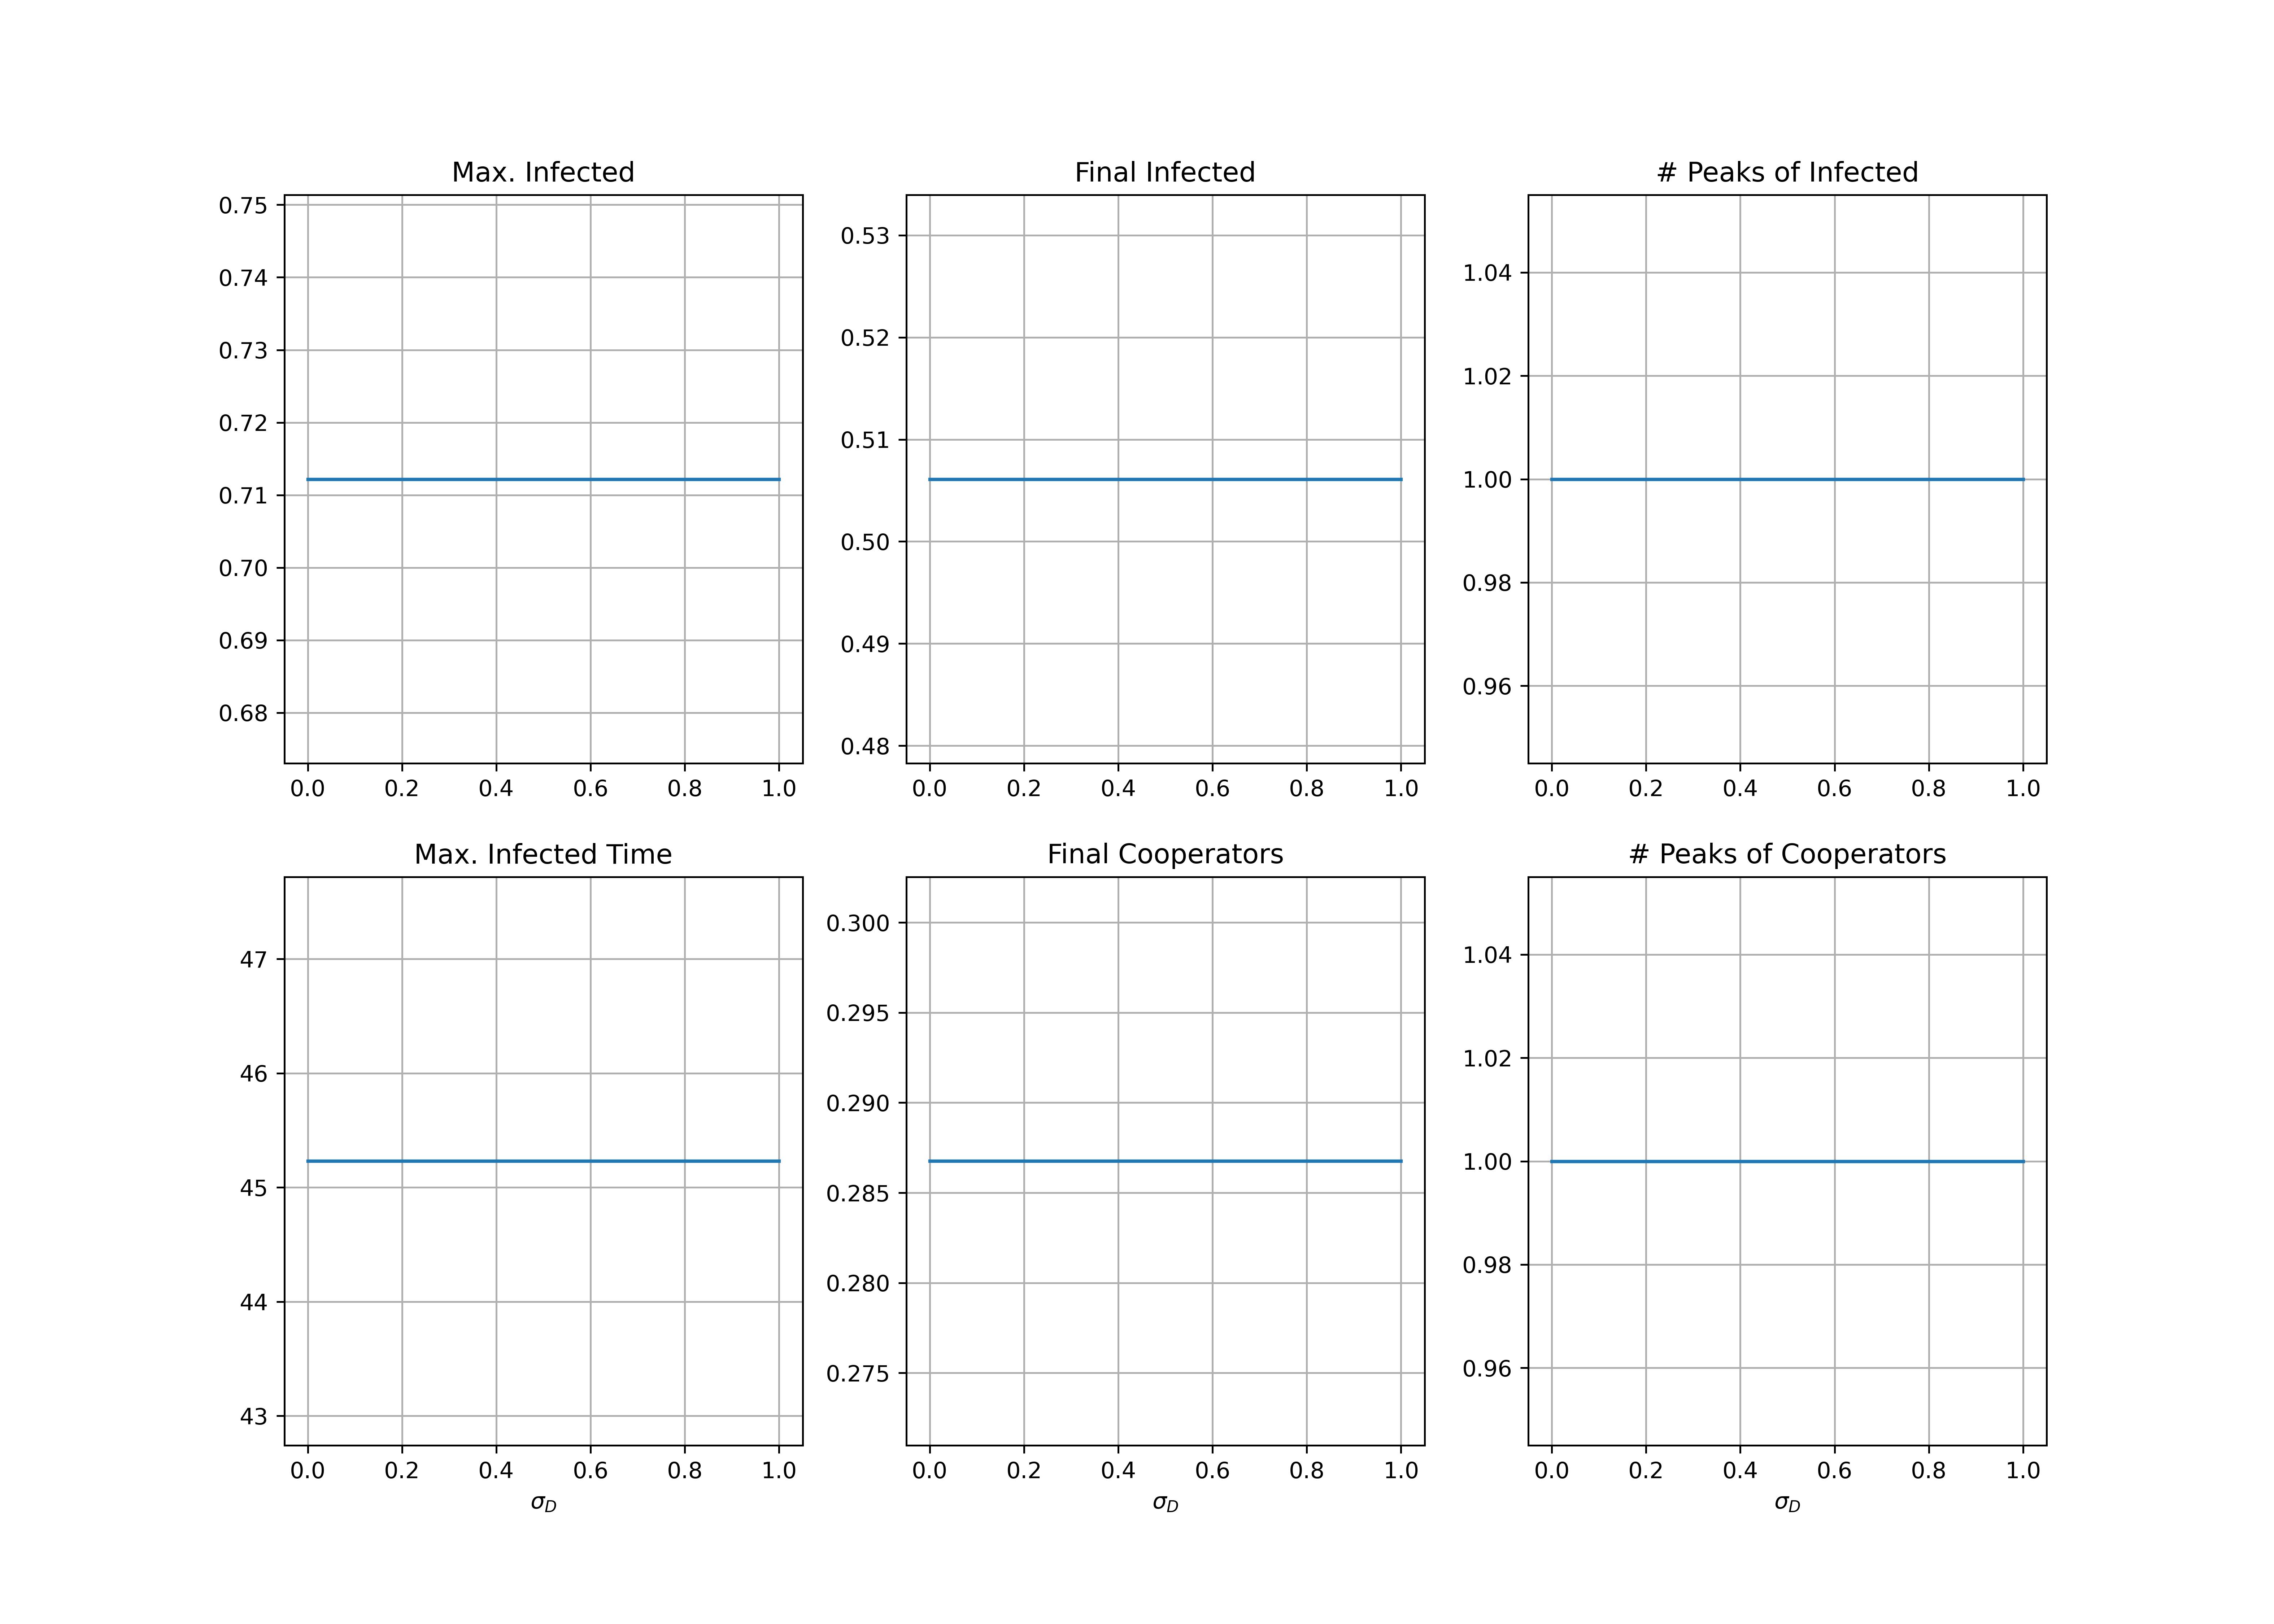 Max. Infected
0.75
0.74
0.73
0.72
0.71
0.70
0.69
0.68
0.0 0.2 0.4 0.6 0.8 1.0
Final Infected
0.53
0.52
0.51
0.50
0.49
0.48
0.0 0.2 0.4 0.6 0.8 1.0
# Peaks of Infected
1.04
1.02
1.00
0.98
0.96
0.0 0.2 0.4 0.6 0.8 1.0
Max. Infected Time
47
46
45
44
43
0.0 0.2 0.4 0.6 0.8 1.0
σD
Final Cooperators
0.300
0.295
0.290
0.285
0.280
0.275
0.0 0.2 0.4 0.6 0.8 1.0
σD
# Peaks of Cooperators
1.04
1.02
1.00
0.98
0.96
0.0 0.2 0.4 0.6 0.8 1.0
σD